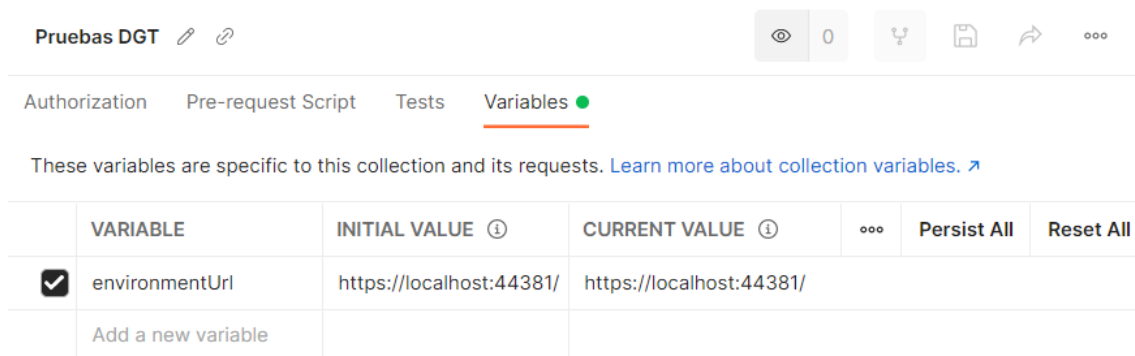 Pruebas DGT 0 ooo
Authorization Pre-request Script Tests Variables
These variables are specific to this collection and its requests. Learn more about collection variables. ↗
VARIABLE INITIAL VALUE CURRENT VALUE ooo Persist All Reset All
environmentUrl https://localhost:44381/ https://localhost:44381/
Add a new variable